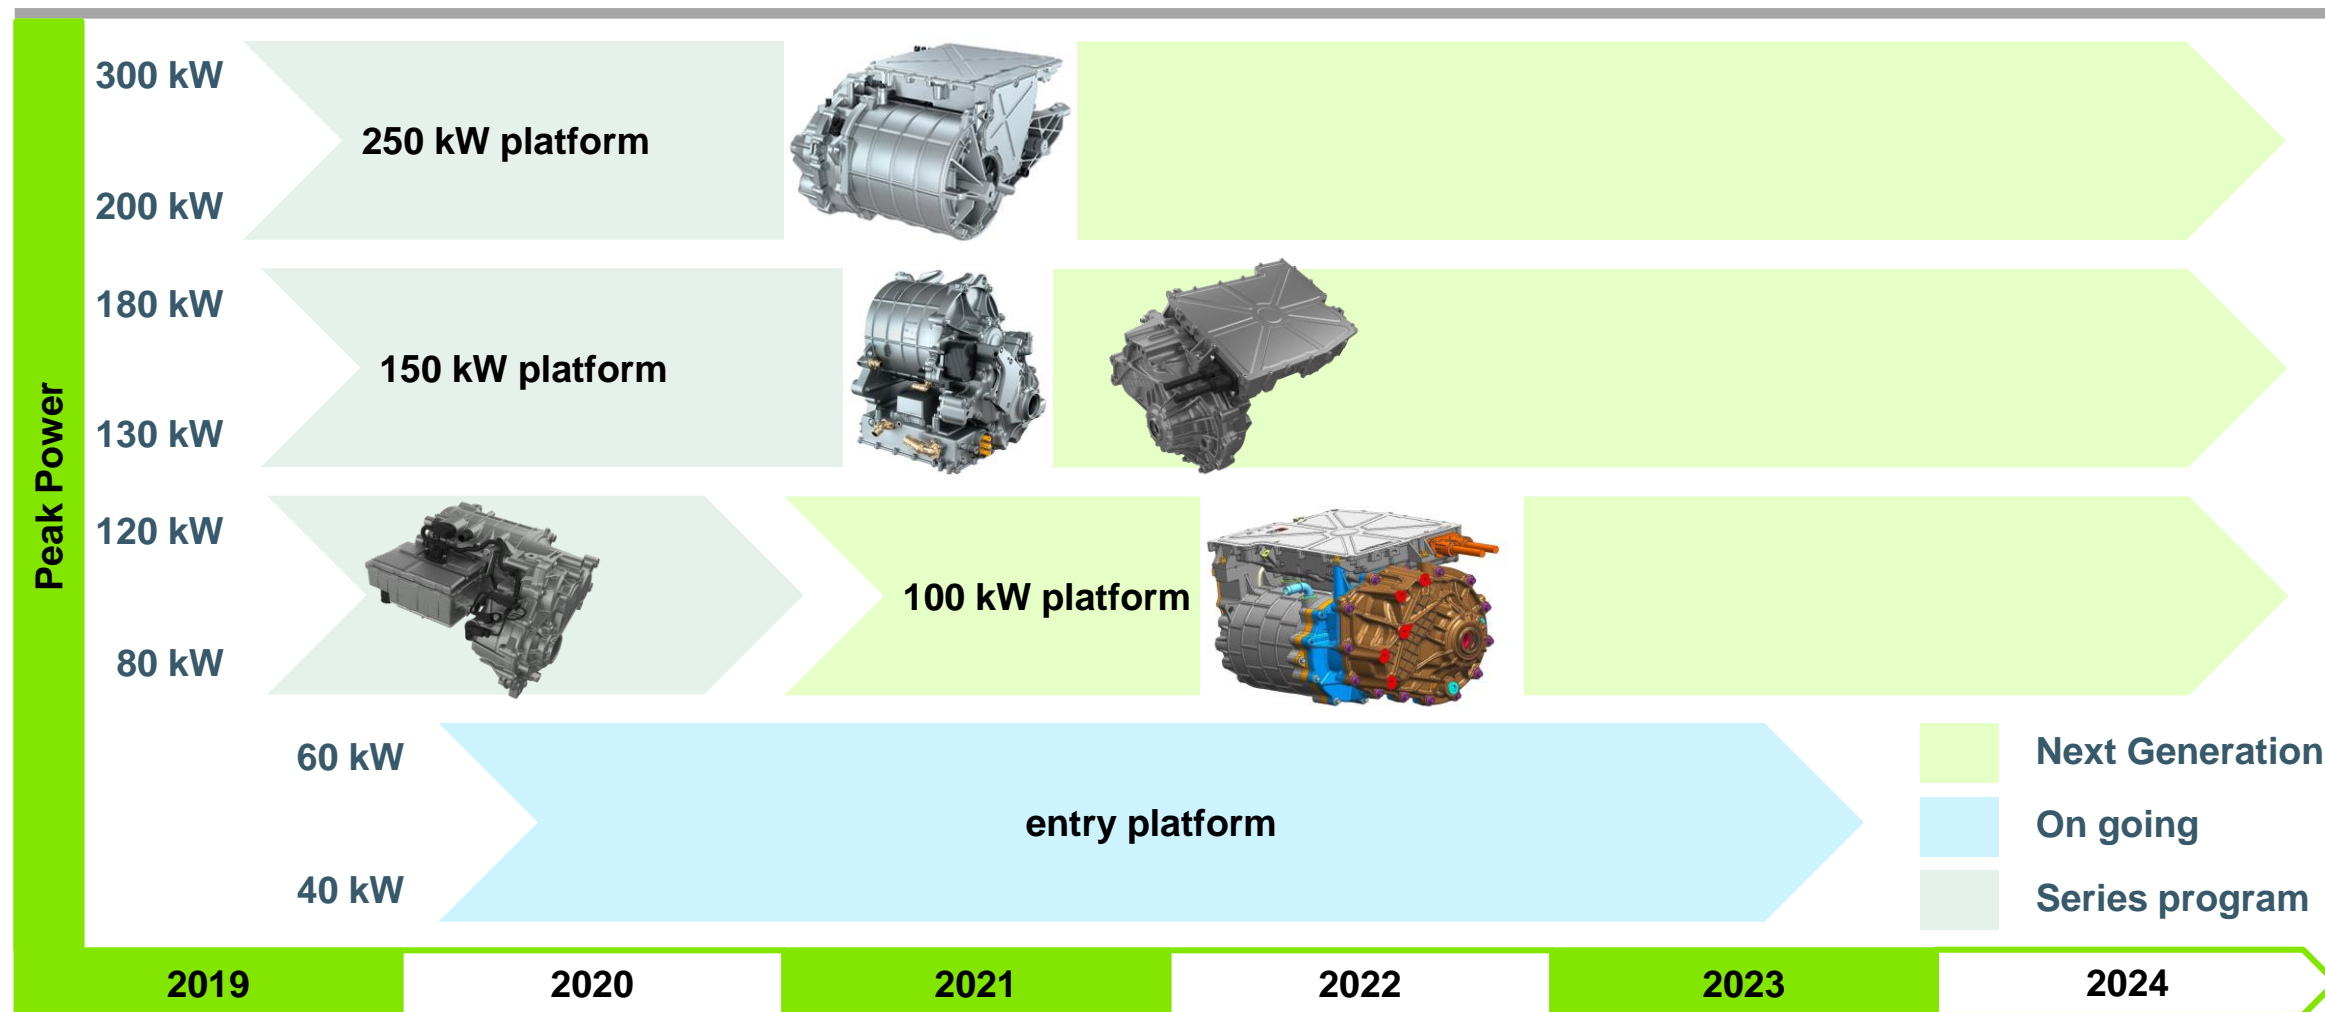 Peak Power
300 kW
250 kW platform
200 kW
180 kW
150 kW platform
130 kW
120 kW
100 kW platform
80 kW
60 kW
entry platform
40 kW
Next Generation
On going
Series program
2019 2020 2021 2022 2023 2024